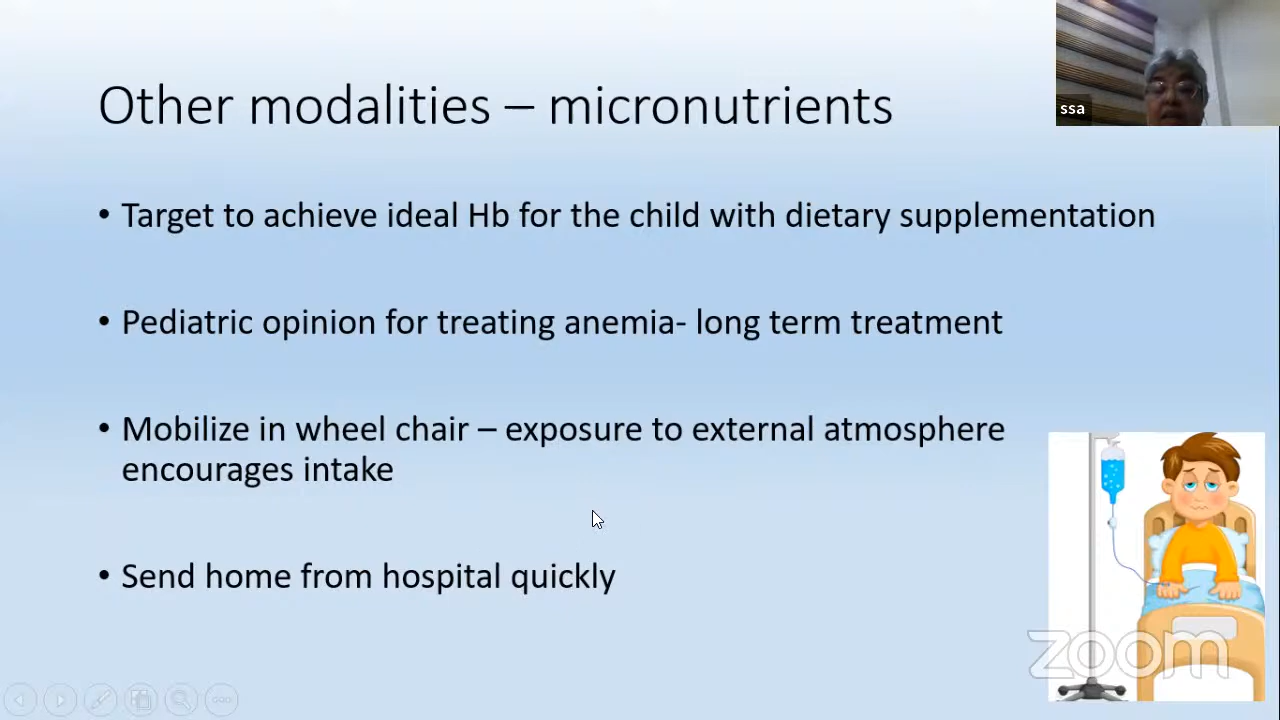 Other modalities – micronutrients
ssa
• Target to achieve ideal Hb for the child with dietary supplementation
• Pediatric opinion for treating anemia- long term treatment
• Mobilize in wheel chair – exposure to external atmosphere
encourages intake
• Send home from hospital quickly
zoom